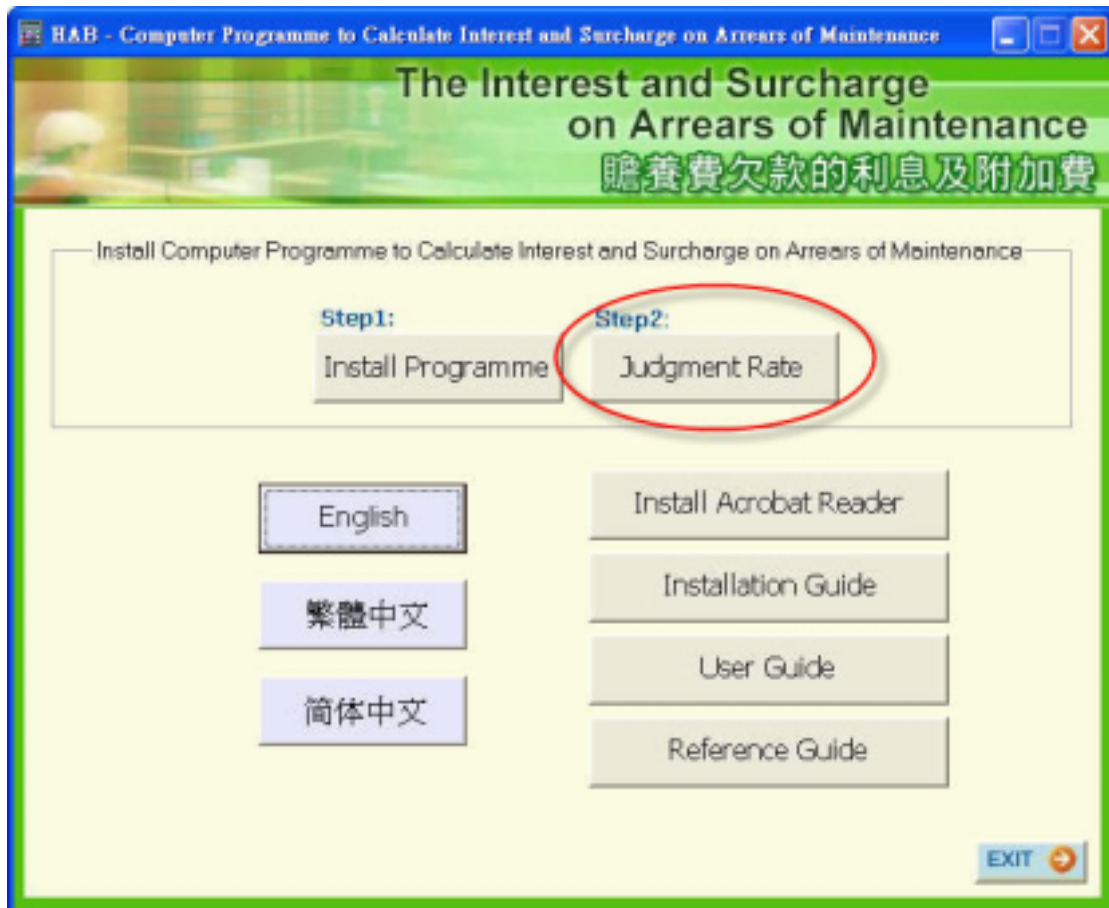 HAB - Computer Programme to Calculate Interest and Surcharge on Arrears of Maintenance
The Interest and Surcharge
on Arrears of Maintenance
贍養費欠款的利息及附加費
Install Computer Programme to Calculate Interest and Surcharge on Arrears of Maintenance
Step1:
Step2:
Install Programme
Judgment Rate
English
繁體中文
简体中文
Install Acrobat Reader
Installation Guide
User Guide
Reference Guide
EXIT